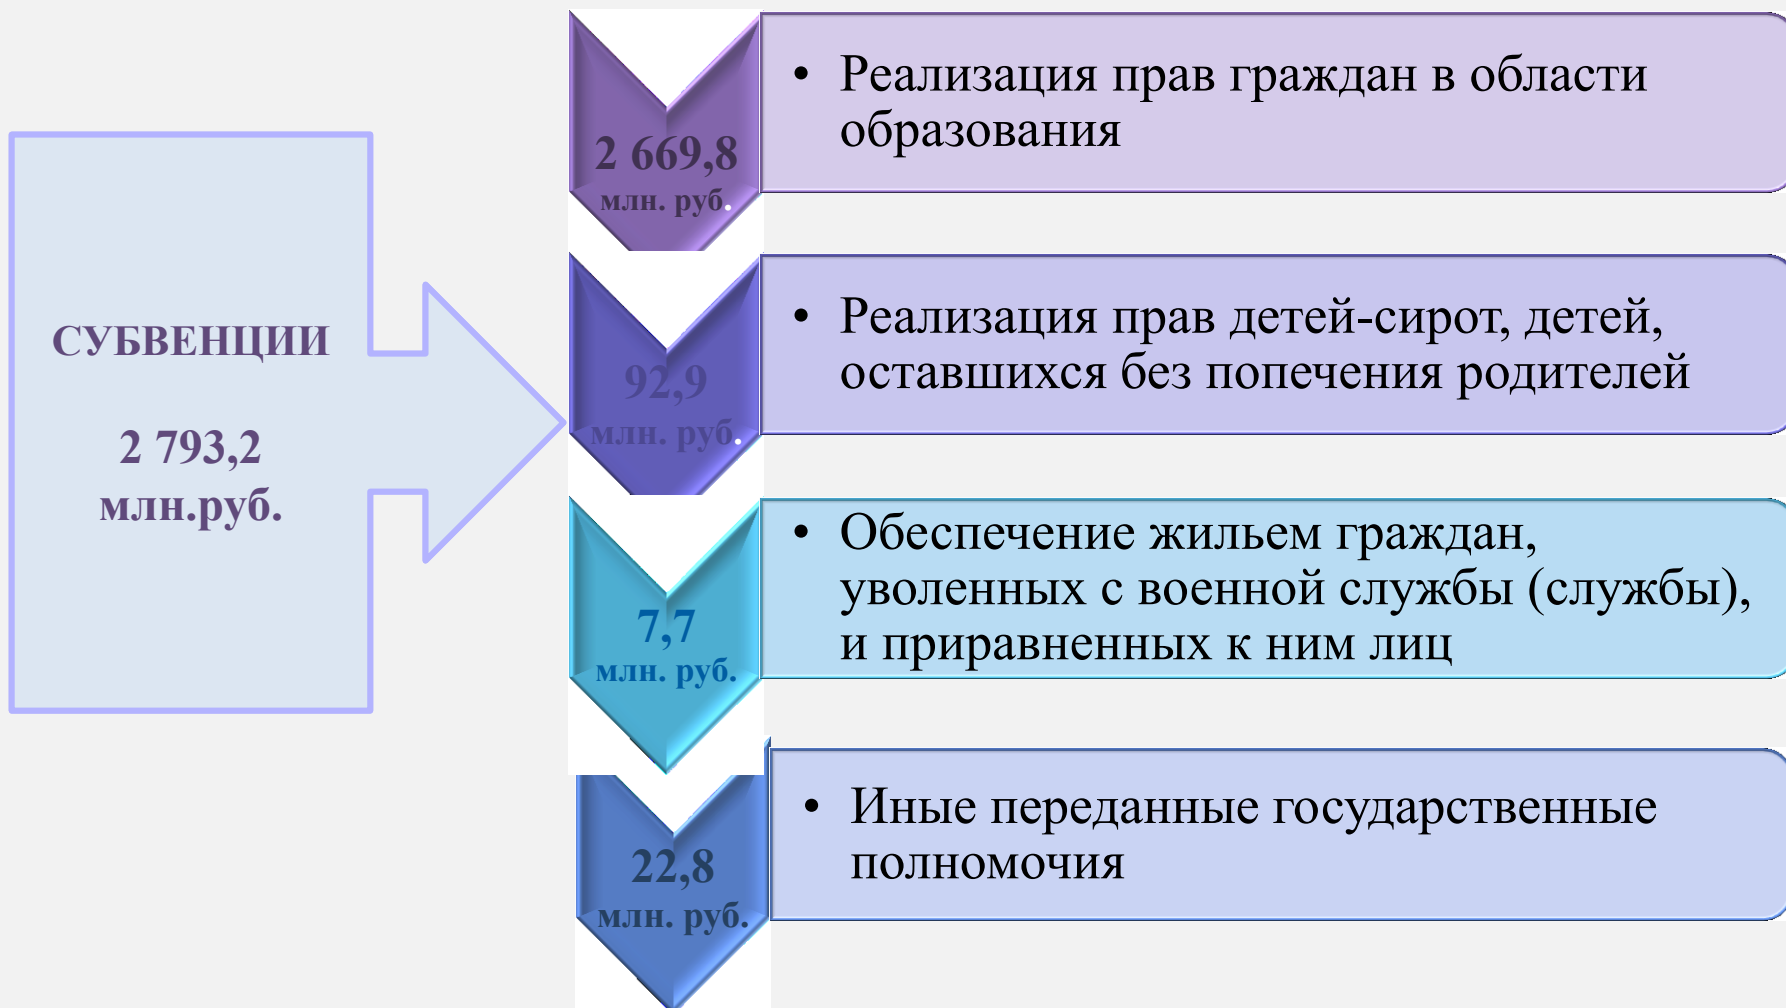 СУБВЕНЦИИ
2 793,2
млн.руб.
2 669,8
млн. руб.
• Реализация прав граждан в области
образования
92,9
млн. руб.
• Реализация прав детей-сирот, детей,
оставшихся без попечения родителей
7,7
млн. руб.
• Обеспечение жильем граждан,
уволенных с военной службы (службы),
и приравненных к ним лиц
22,8
млн. руб.
• Иные переданные государственные
полномочия